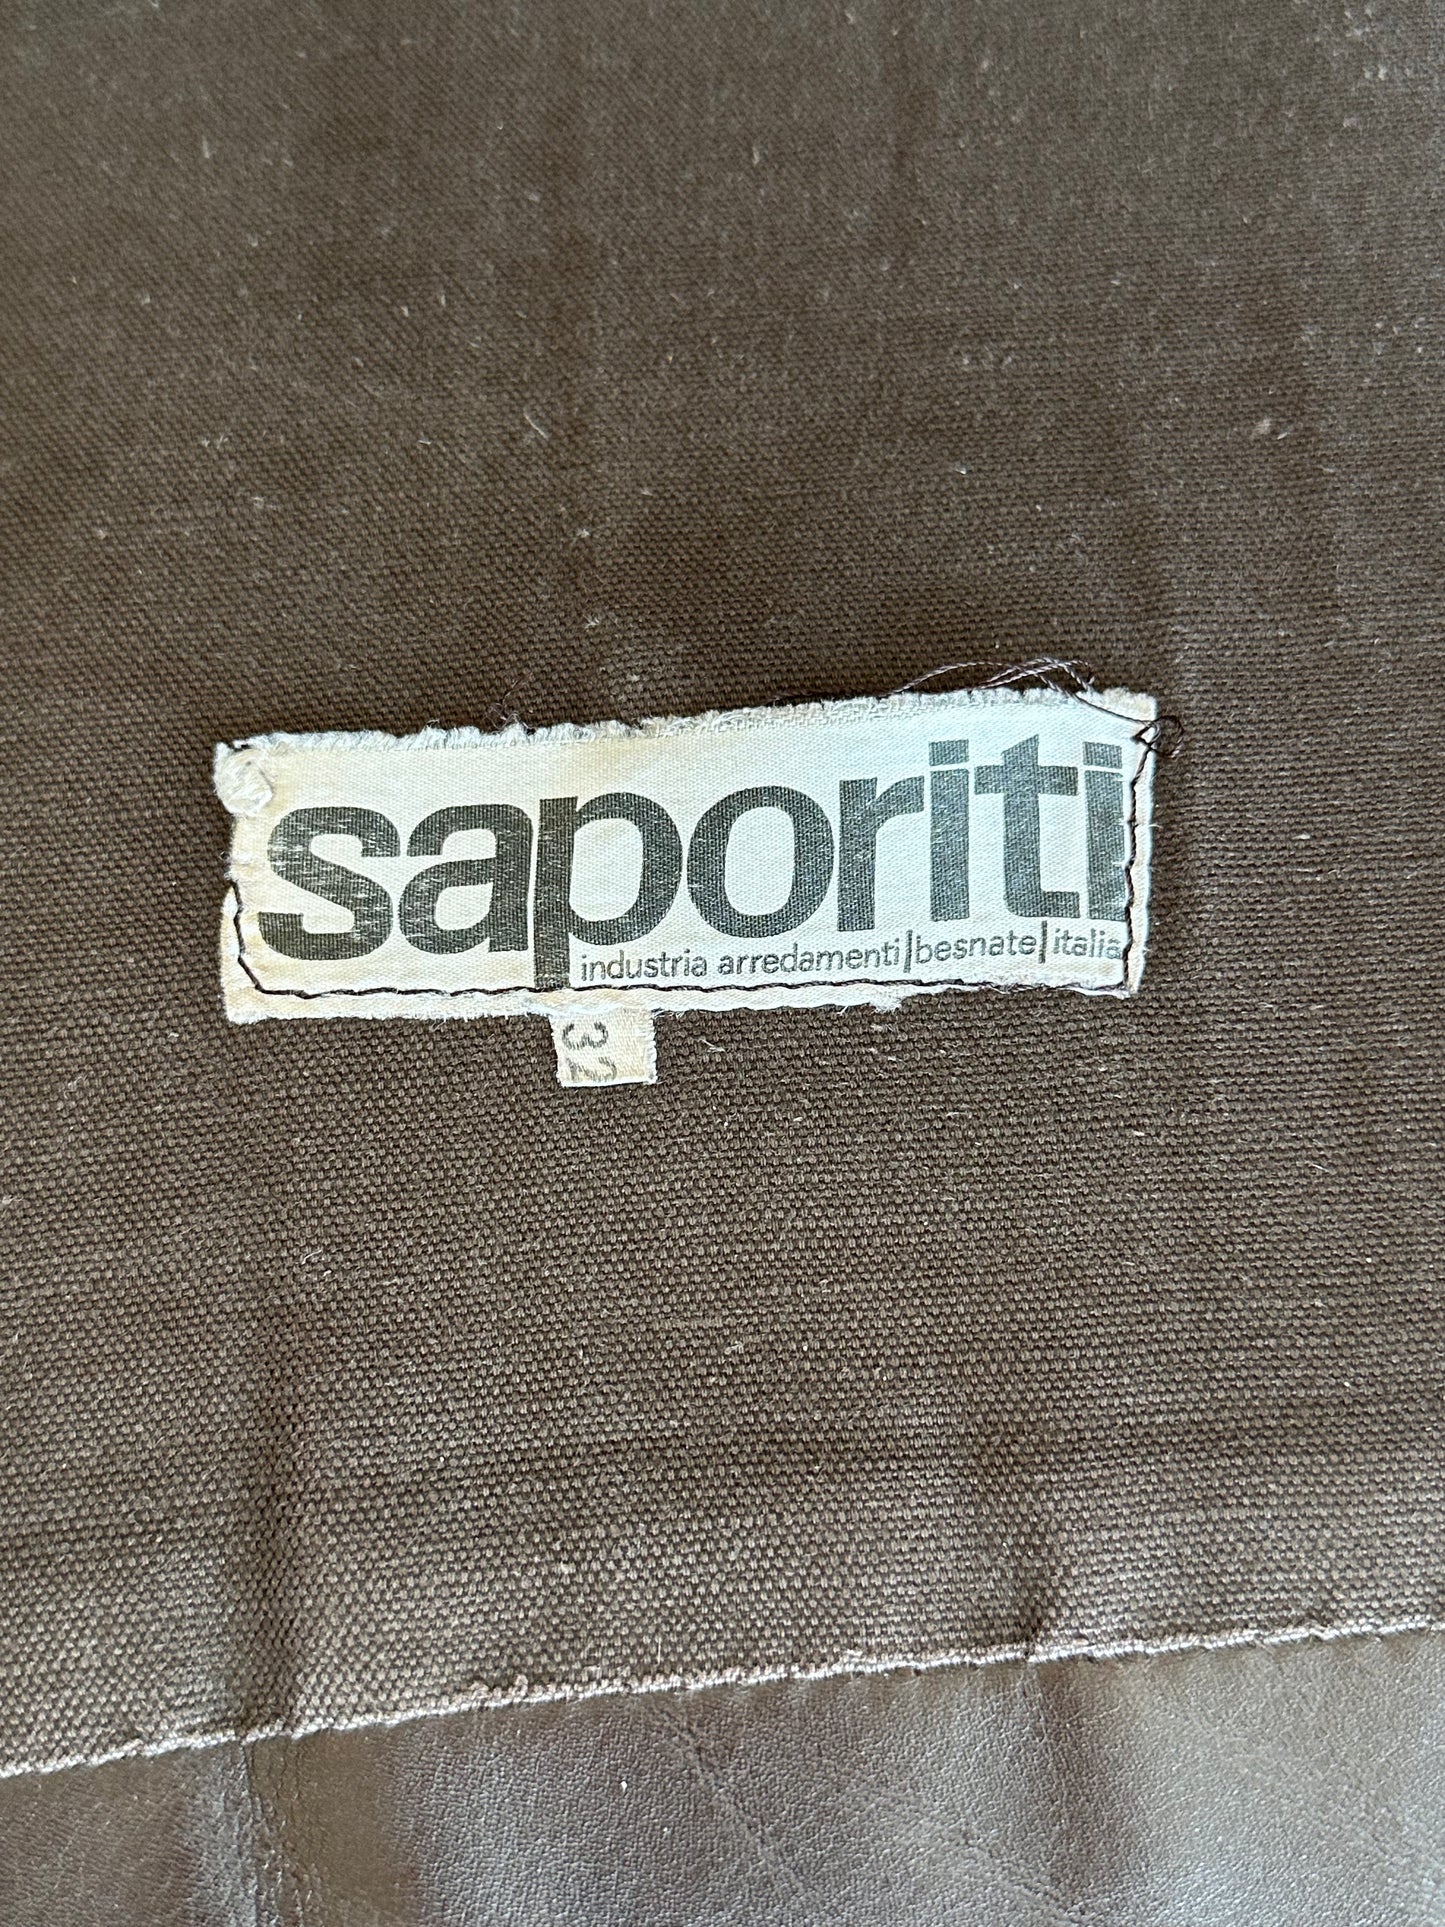 saporiti
industria arredamenti|besnate|italia
32